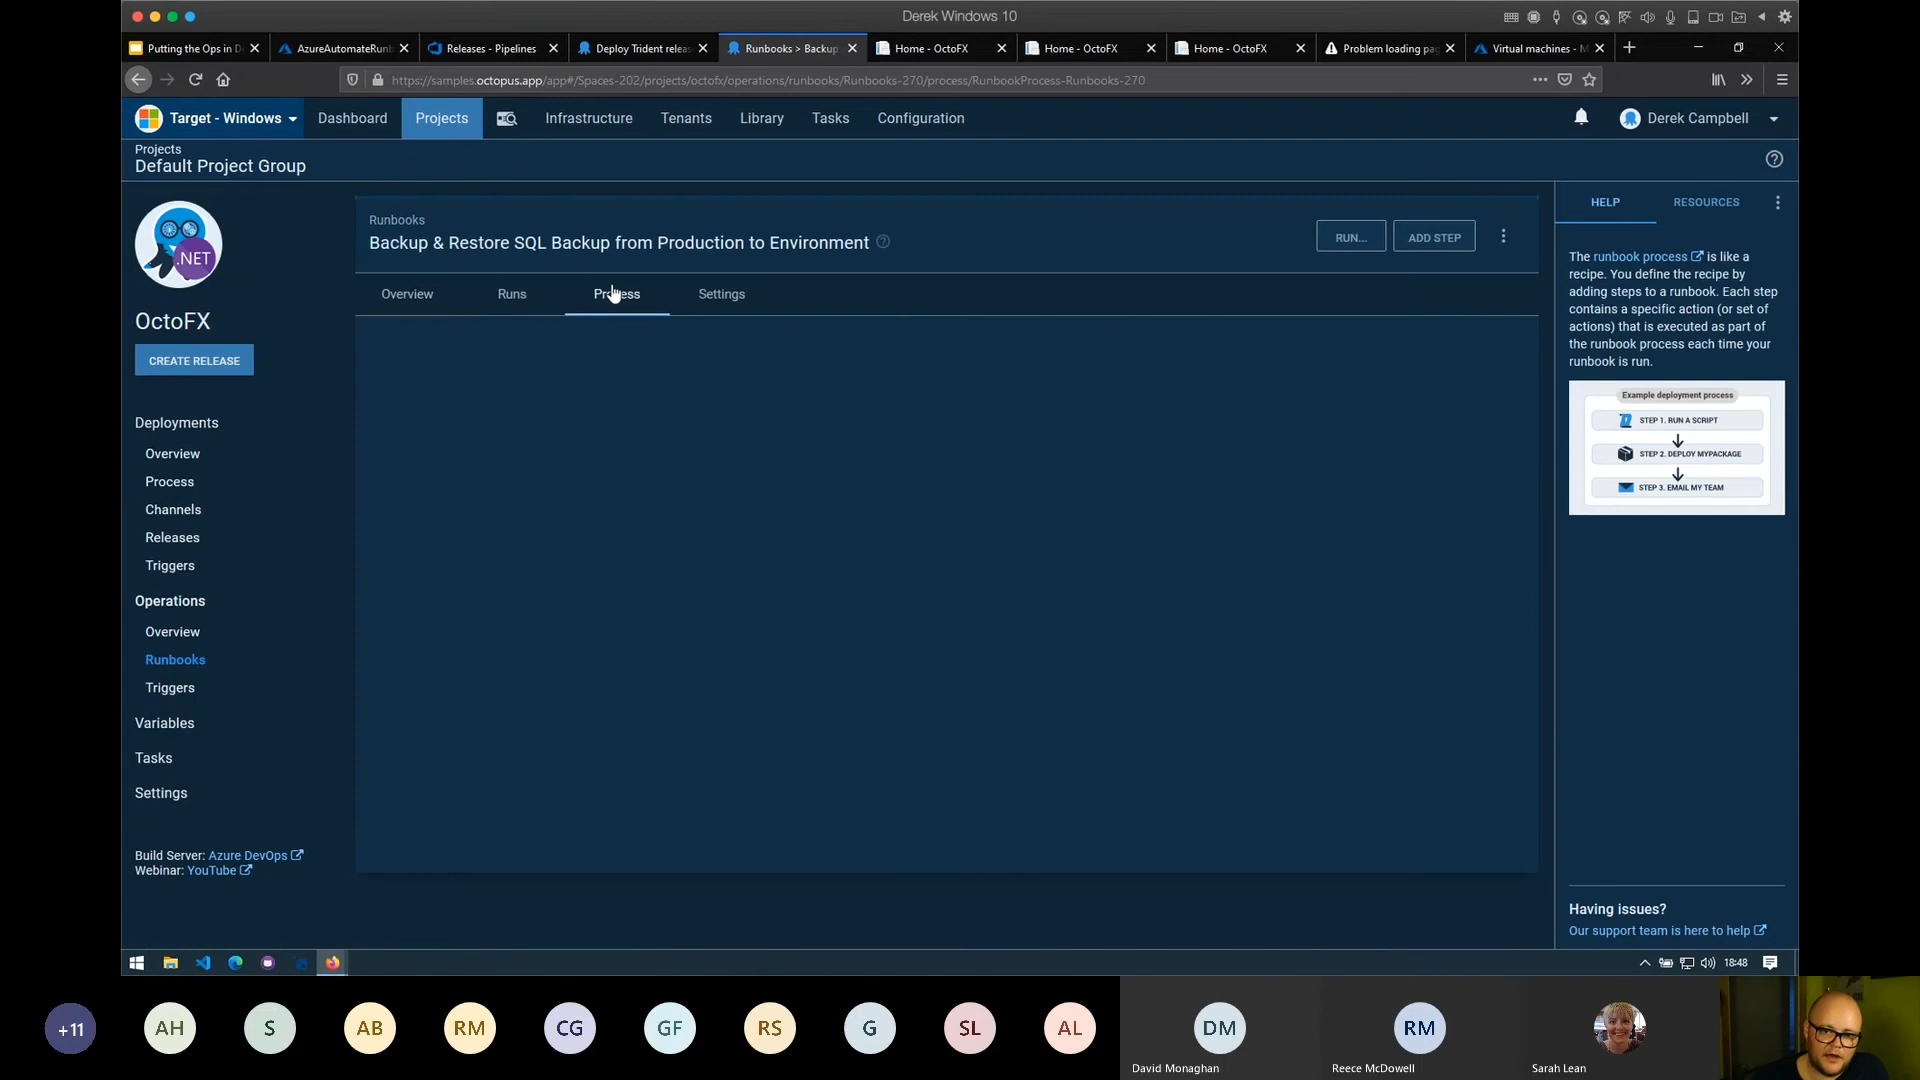 Derek Windows 10
Putting the Ops in D
AzureAutomateRunb
Releases - Pipelines
Deploy Trident releas
Runbooks > Backup
Home - OctoFX
Home - OctoFX
Home - OctoFX
Problem loading pag
Virtual machines - M
https://samples.octopus.app/app#/Spaces-202/projects/octofx/operations/runbooks/Runbooks-270/process/RunbookProcess-Runbooks-270
Target - Windows
Dashboard
Projects
Infrastructure
Tenants
Library
Tasks
Configuration
Derek Campbell
Projects
Default Project Group
.NET
OctoFX
CREATE RELEASE
Deployments
Overview
Process
Channels
Releases
Triggers
Operations
Overview
Runbooks
Triggers
Variables
Tasks
Settings
Build Server: Azure DevOps
Webinar: YouTube
Runbooks
Backup & Restore SQL Backup from Production to Environment
RUN...
ADD STEP
Overview
Runs
Process
Settings
HELP
RESOURCES
The runbook process is like a
recipe. You define the recipe by
adding steps to a runbook. Each step
contains a specific action (or set of
actions) that is executed as part of
the runbook process each time your
runbook is run.
Example deployment process
STEP 1. RUN A SCRIPT
STEP 2. DEPLOY MYPACKAGE
STEP 3. EMAIL MY TEAM
Having issues?
Our support team is here to help
18:48
+11
AH
S
AB
RM
CG
GF
RS
G
SL
AL
DM
David Monaghan
RM
Reece McDowell
Sarah Lean